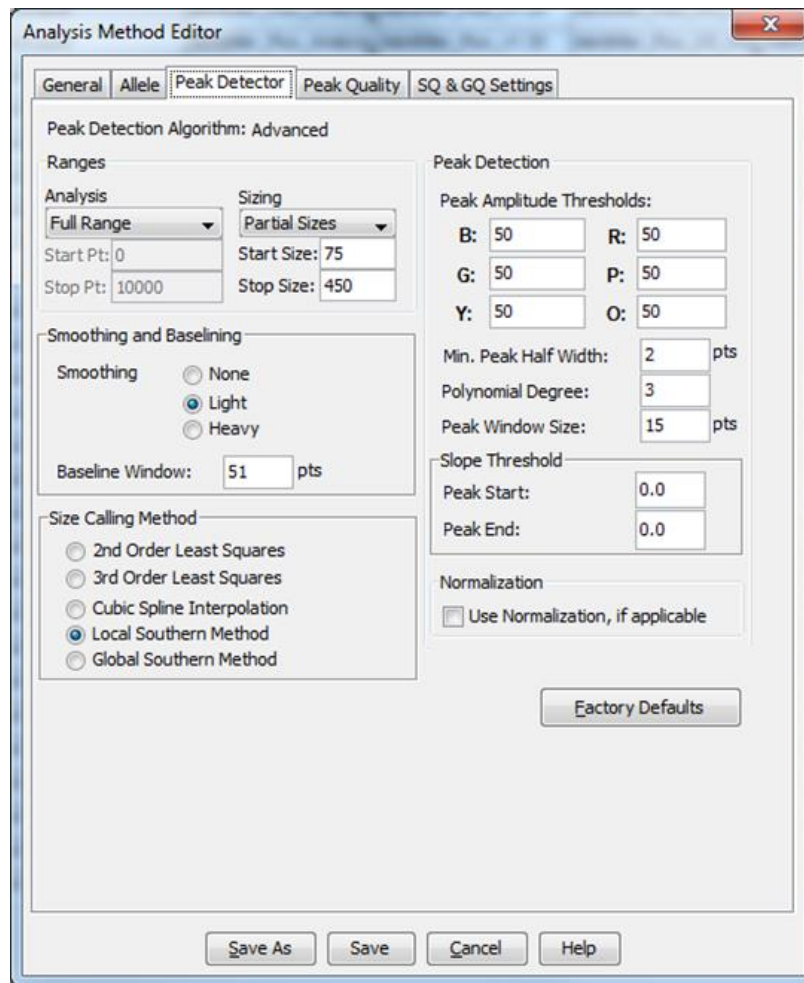 Analysis Method Editor
General Allele Peak Detector Peak Quality SQ & GQ Settings
Peak Detection Algorithm: Advanced
Ranges
Analysis Sizing
Full Range Partial Sizes
Start Pt: 0 Start Size: 75
Stop Pt: 10000 Stop Size: 450
Smoothing and Baselining
Smoothing None
Light
Heavy
Baseline Window: 51 pts
Size Calling Method
2nd Order Least Squares
3rd Order Least Squares
Cubic Spline Interpolation
Local Southern Method
Global Southern Method
Peak Detection
Peak Amplitude Thresholds:
B: 50 R: 50
G: 50 P: 50
Y: 50 O: 50
Min. Peak Half Width: 2 pts
Polynomial Degree: 3
Peak Window Size: 15 pts
Slope Threshold
Peak Start: 0.0
Peak End: 0.0
Normalization
Use Normalization, if applicable
Factory Defaults
Save As Save Cancel Help